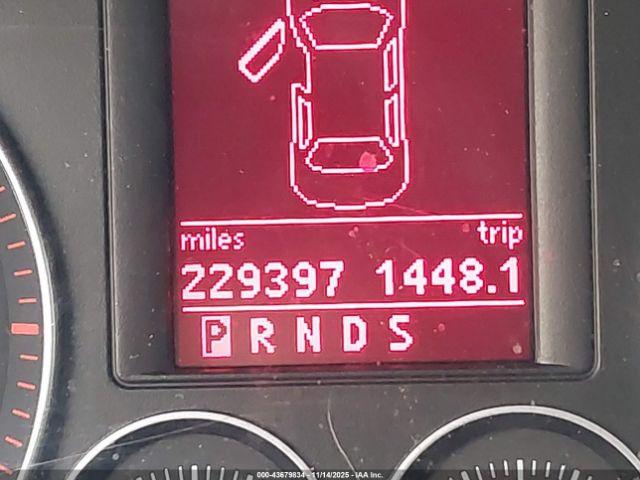 miles trip
229397 1448.1
P R N D S
000-43679834 - 11/14/2025 - IAA Inc.